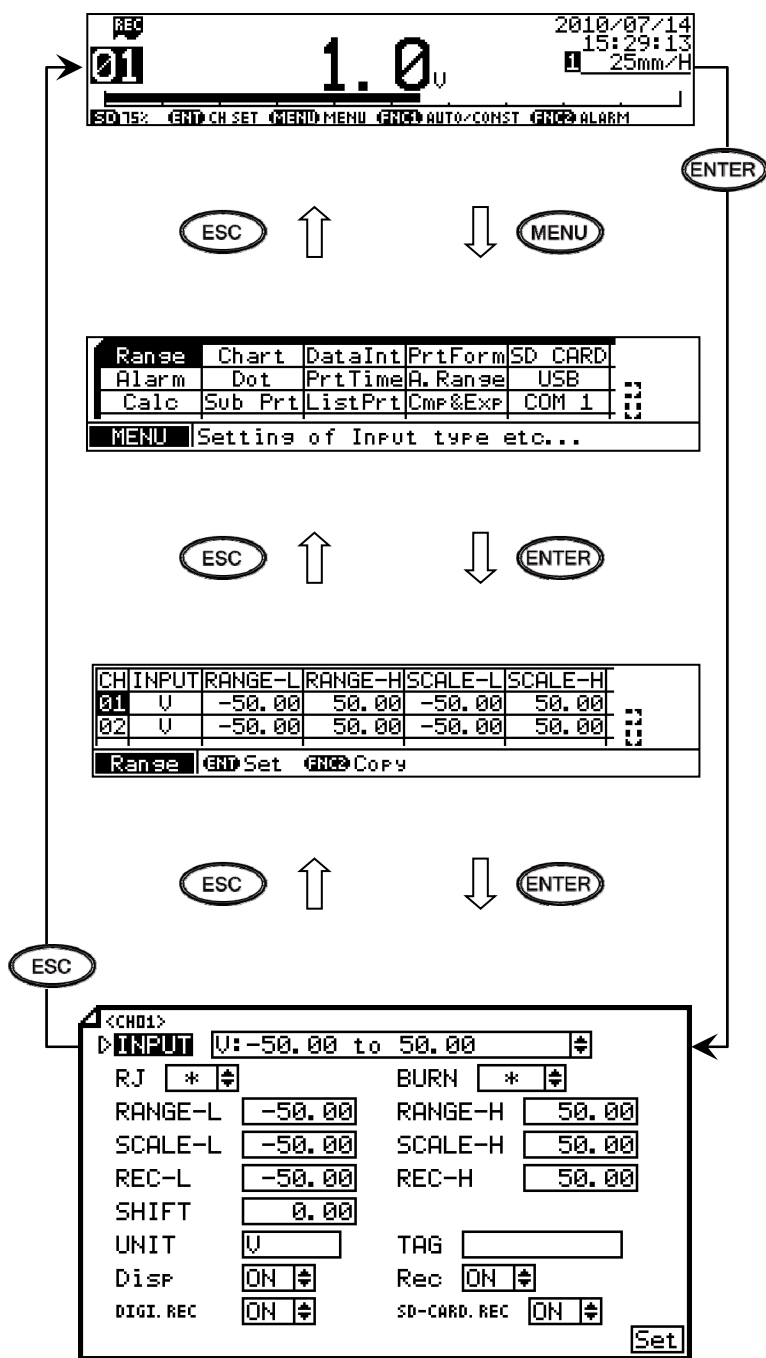 REC 2010/07/14
15:29:13
01 1.0 V 1 25mm/H
SD 75% ENT CH SET MENU MENU FNC1 AUTO/CONST FNC2 ALARM
ENTER
ESC MENU
Range Chart DataInt PrtForm SD CARD
Alarm Dot PrtTime A.Range USB
Calc Sub Prt ListPrt Cmp&Exp COM 1
MENU Setting of Input type etc...
ESC ENTER
CH INPUT RANGE-L RANGE-H SCALE-L SCALE-H
01 V -50.00 50.00 -50.00 50.00
02 V -50.00 50.00 -50.00 50.00
Range ENT Set FNC2 Copy
ESC ENTER
ESC
<CH01>
INPUT V:-50.00 to 50.00
RJ * BURN *
RANGE-L -50.00 RANGE-H 50.00
SCALE-L -50.00 SCALE-H 50.00
REC-L -50.00 REC-H 50.00
SHIFT 0.00
UNIT V TAG
Disp ON Rec ON
DIGI.REC ON SD-CARD.REC ON
Set